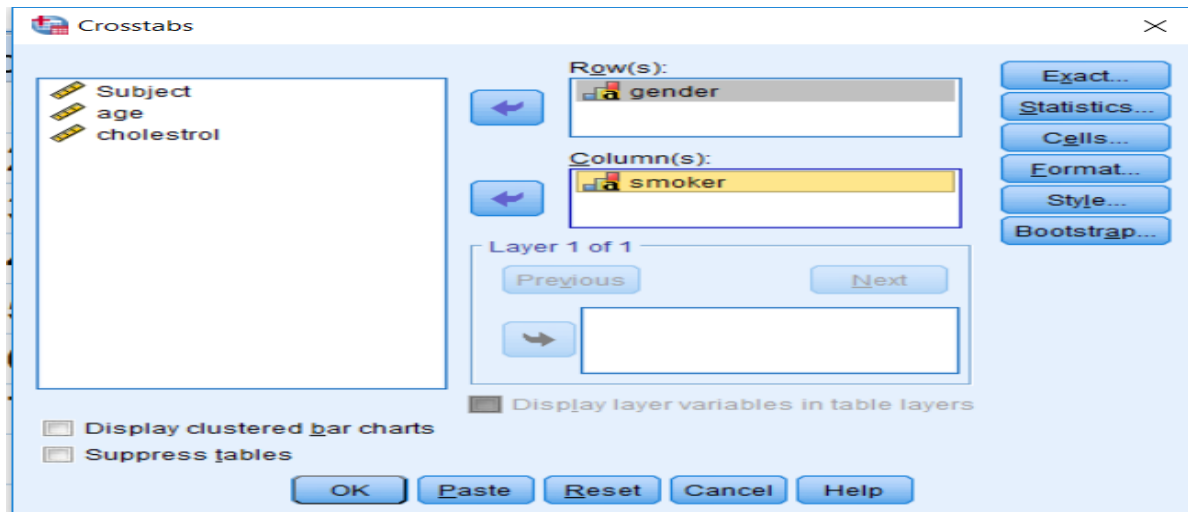 Crosstabs
Subject
age
cholestrol
Row(s):
gender
Column(s):
smoker
Layer 1 of 1
Previous
Next
Display layer variables in table layers
Display clustered bar charts
Suppress tables
Exact...
Statistics...
Cells...
Format...
Style...
Bootstrap...
OK
Paste
Reset
Cancel
Help